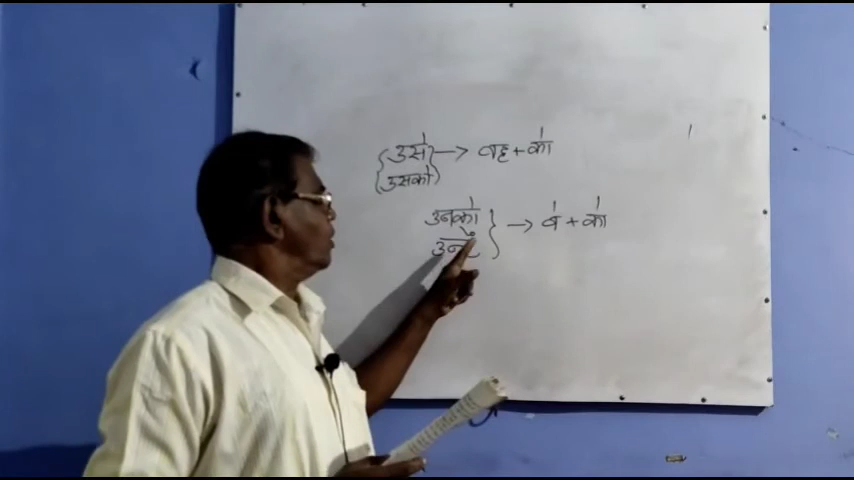 {उसे → वह + को
{उसको}
उनको } → वे + को
उन्हें